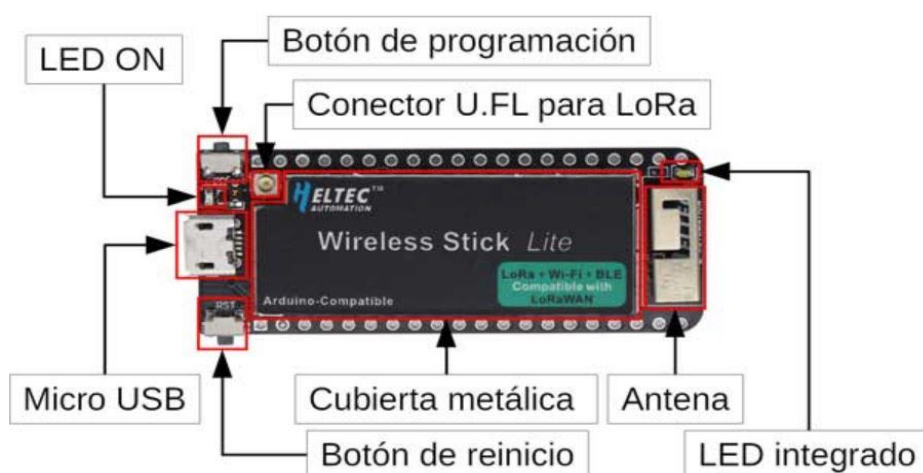 Botón de programación
LED ON
Conector U.FL para LoRa
HELTEC™
AUTOMATION
Wireless Stick Lite
LoRa + Wi-Fi + BLE
Compatible with
LoRaWAN
Arduino-Compatible
RST
Micro USB
Cubierta metálica
Antena
Botón de reinicio
LED integrado